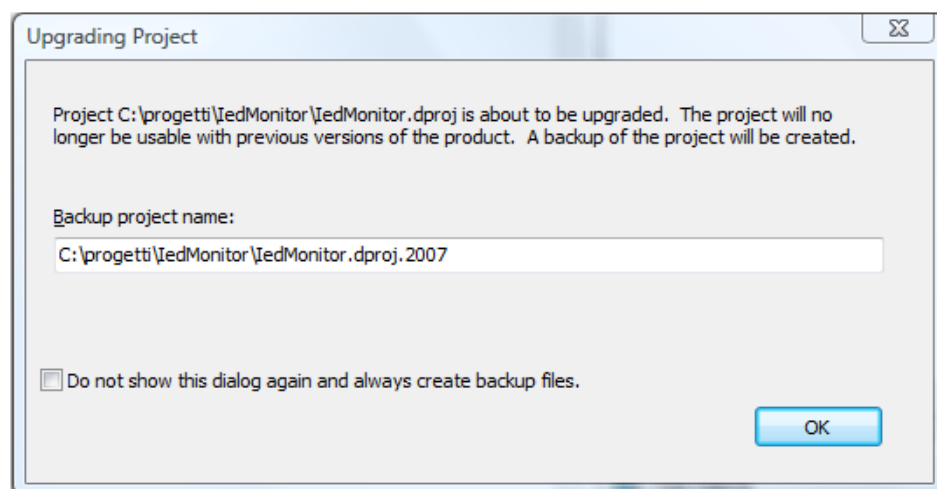 Upgrading Project
Project C:\progetti\IedMonitor\IedMonitor.dproj is about to be upgraded.  The project will no
longer be usable with previous versions of the product.  A backup of the project will be created.
Backup project name:
C:\progetti\IedMonitor\IedMonitor.dproj.2007
Do not show this dialog again and always create backup files.
OK